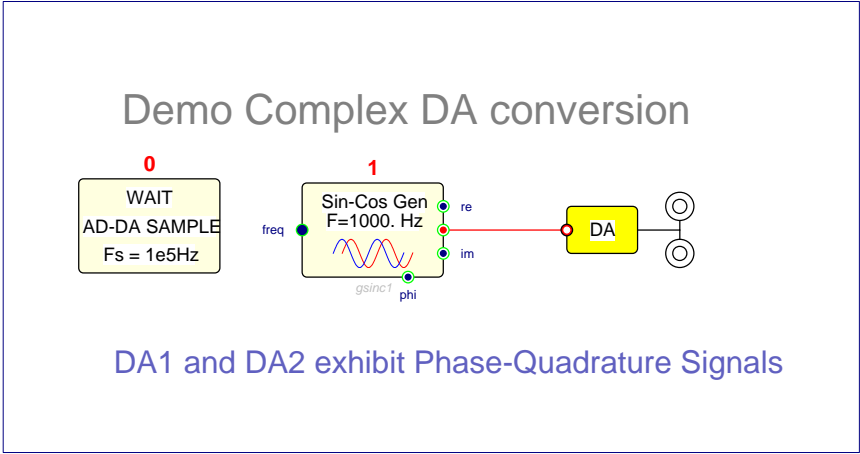 Demo Complex DA conversion
0
1
WAIT
AD-DA SAMPLE
Fs = 1e5Hz
freq
Sin-Cos Gen
F=1000. Hz
re
im
gsinc1
phi
DA
DA1 and DA2 exhibit Phase-Quadrature Signals